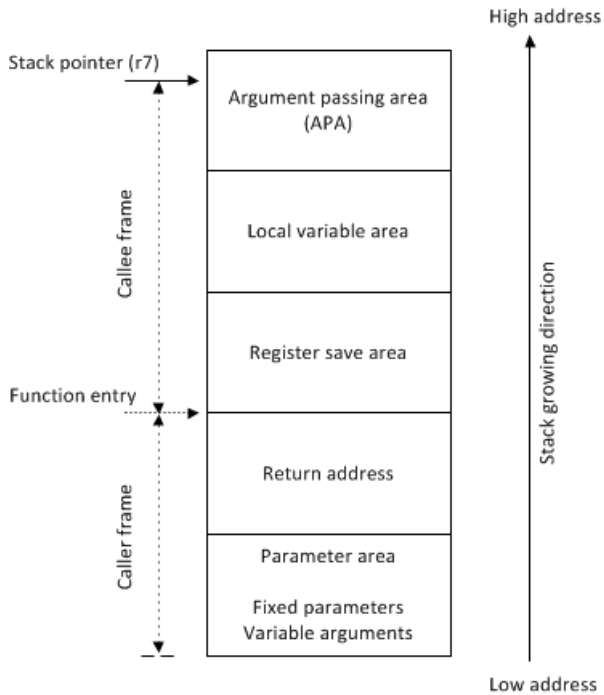 High address
Stack pointer (r7)
Argument passing area
(APA)
Callee frame
Local variable area
Stack growing direction
Register save area
Function entry
Return address
Caller frame
Parameter area
Fixed parameters
Variable arguments
Low address